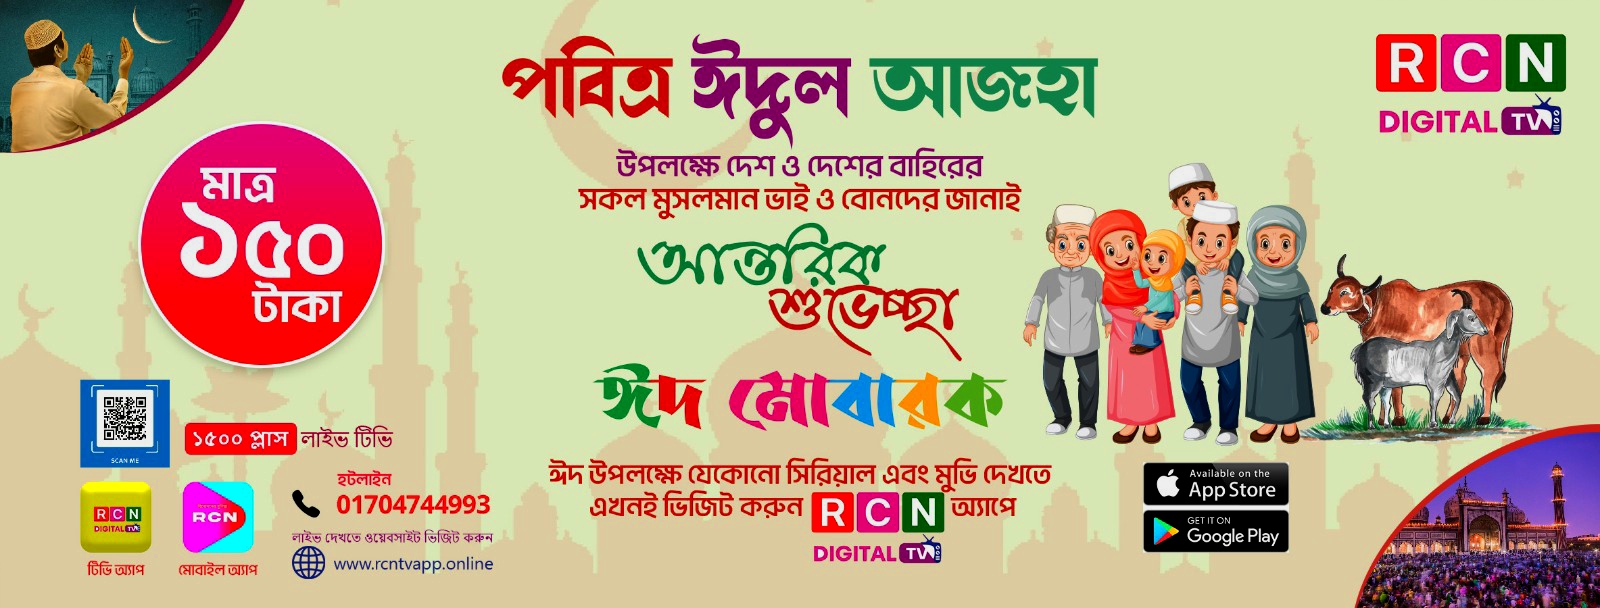 পবিত্র ঈদুল আজহা
উপলক্ষে দেশ ও দেশের বাহিরের
সকল মুসলমান ভাই ও বোনদের জানাই
আন্তরিক
শুভেচ্ছা
ঈদ মোবারক
ঈদ উপলক্ষে যেকোনো সিরিয়াল এবং মুভি দেখতে
এখনই ভিজিট করুন RCN অ্যাপে
DIGITAL TV
মাত্র
১৫০
টাকা
SCAN ME
১৫০০ প্লাস লাইভ টিভি
RCN
DIGITAL TV
টিভি অ্যাপ
RCN
মোবাইল অ্যাপ
হটলাইন
01704744993
লাইভ দেখতে ওয়েবসাইট ভিজিট করুন
www.rcntvapp.online
RCN
DIGITAL TV
Available on the
App Store
GET IT ON
Google Play